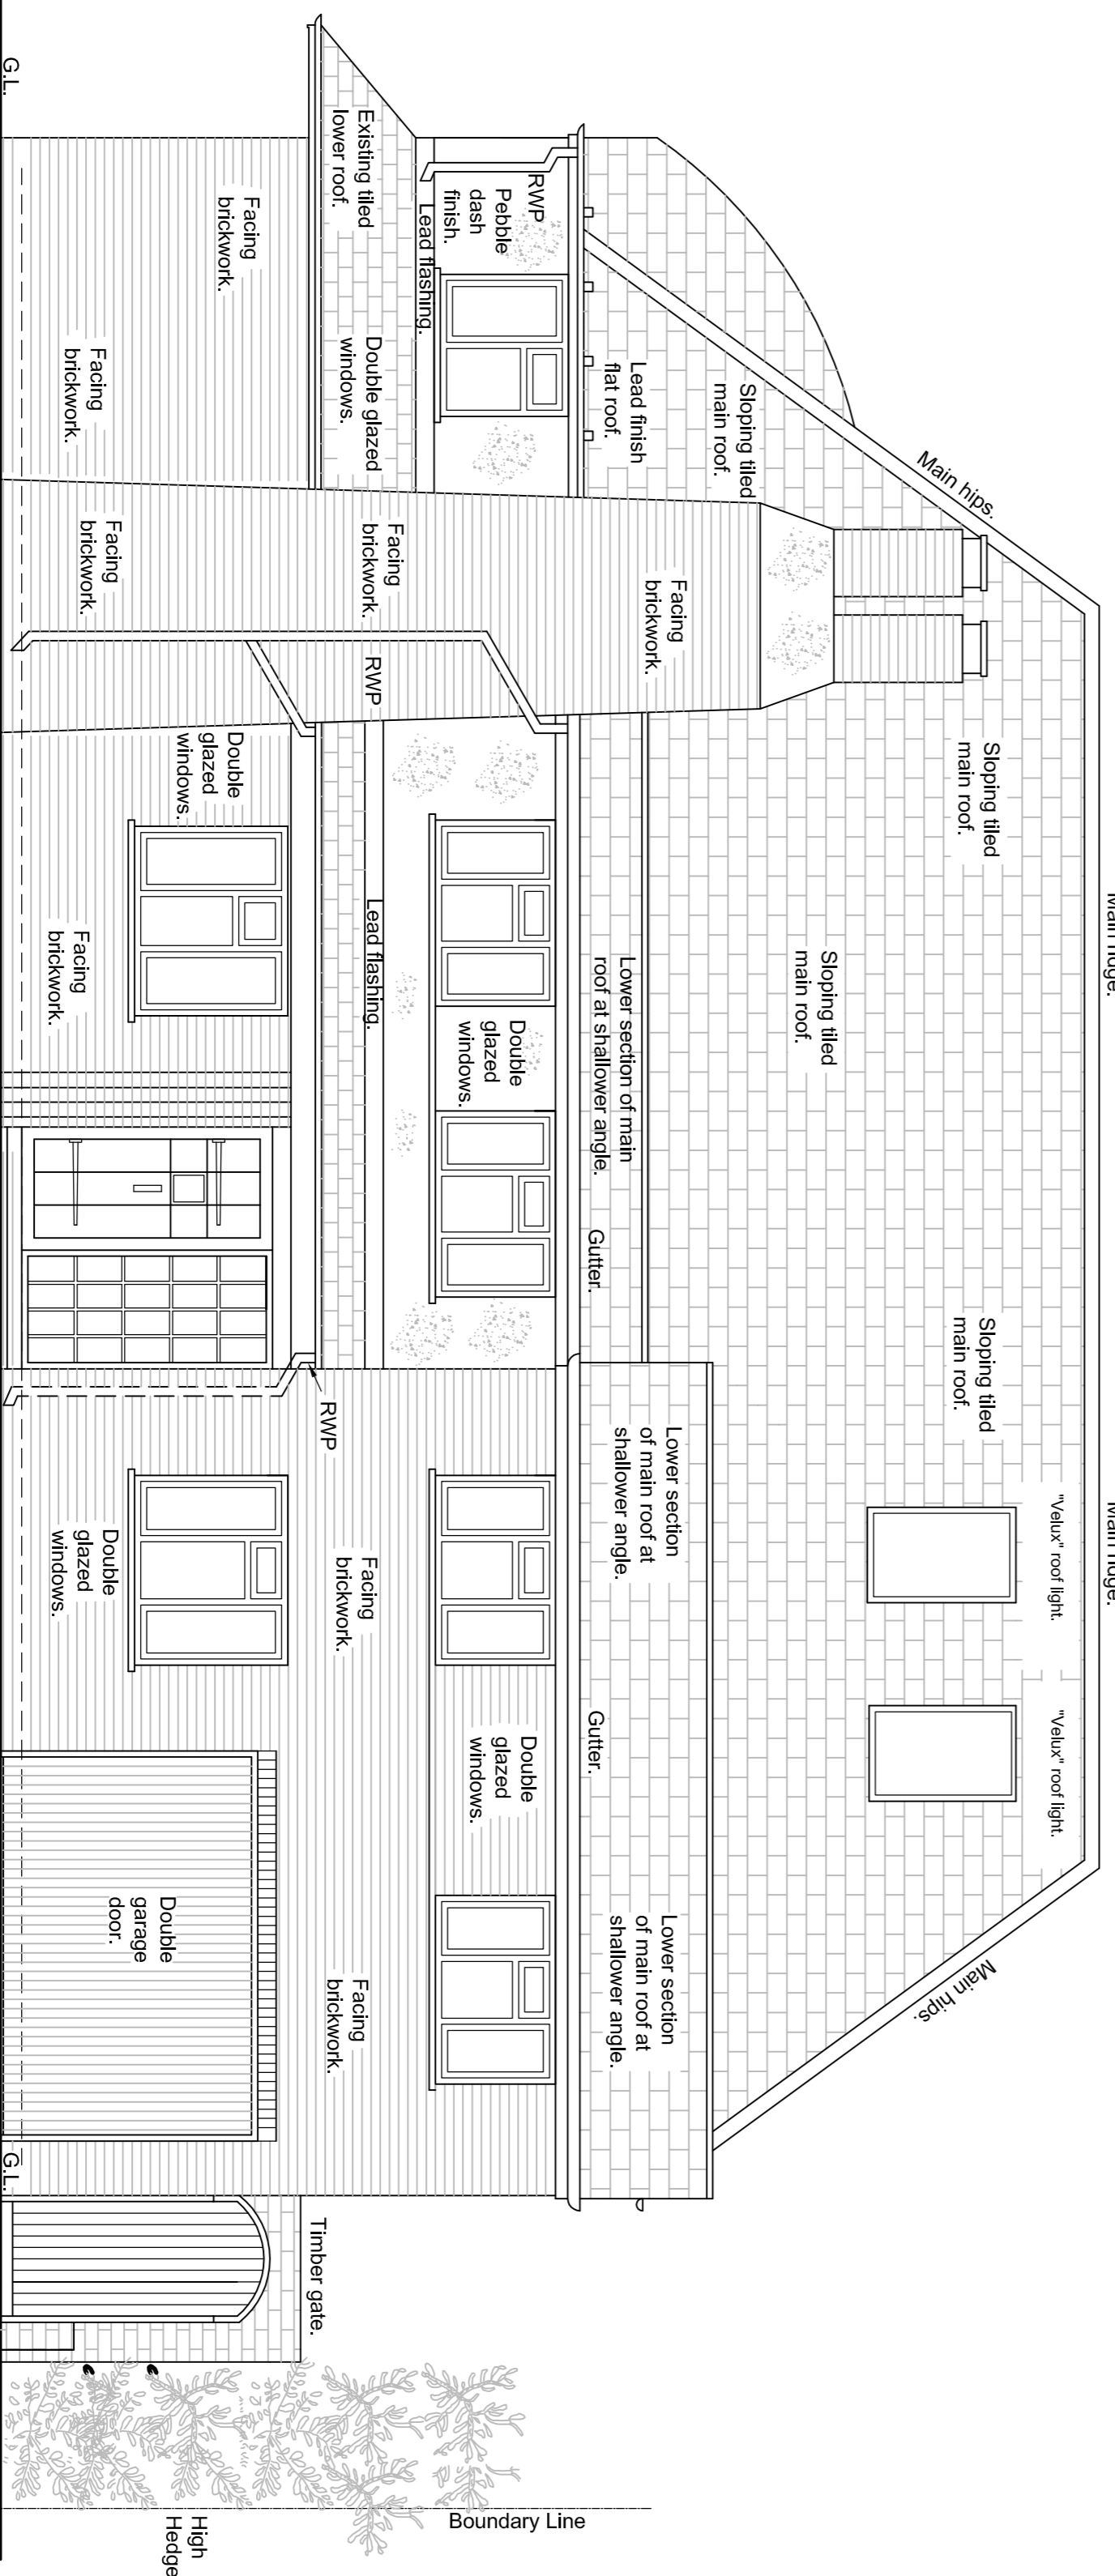 Main ridge.
Main ridge.
Main hips.
"Velux" roof light.
"Velux" roof light.
Sloping tiled
main roof.
Sloping tiled
main roof.
Main hips.
Sloping tiled
main roof.
Sloping tiled
main roof.
Lead finish
flat roof.
Facing
brickwork.
Lower section of main
roof at shallower angle.
Gutter.
Lower section
of main roof at
shallower angle.
Gutter.
Lower section
of main roof at
shallower angle.
RWP
Pebble
dash
finish.
Lead flashing.
Double
glazed
windows.
Double
glazed
windows.
Boundary Line
Existing tiled
lower roof.
Double glazed
windows.
Facing
brickwork.
RWP
Lead flashing.
RWP
Facing
brickwork.
Facing
brickwork.
Timber gate.
Facing
brickwork.
Double
glazed
windows.
Facing
brickwork.
Facing
brickwork.
Facing
brickwork.
Double
glazed
windows.
Double
garage
door.
High
Hedge
G.L.
G.L.